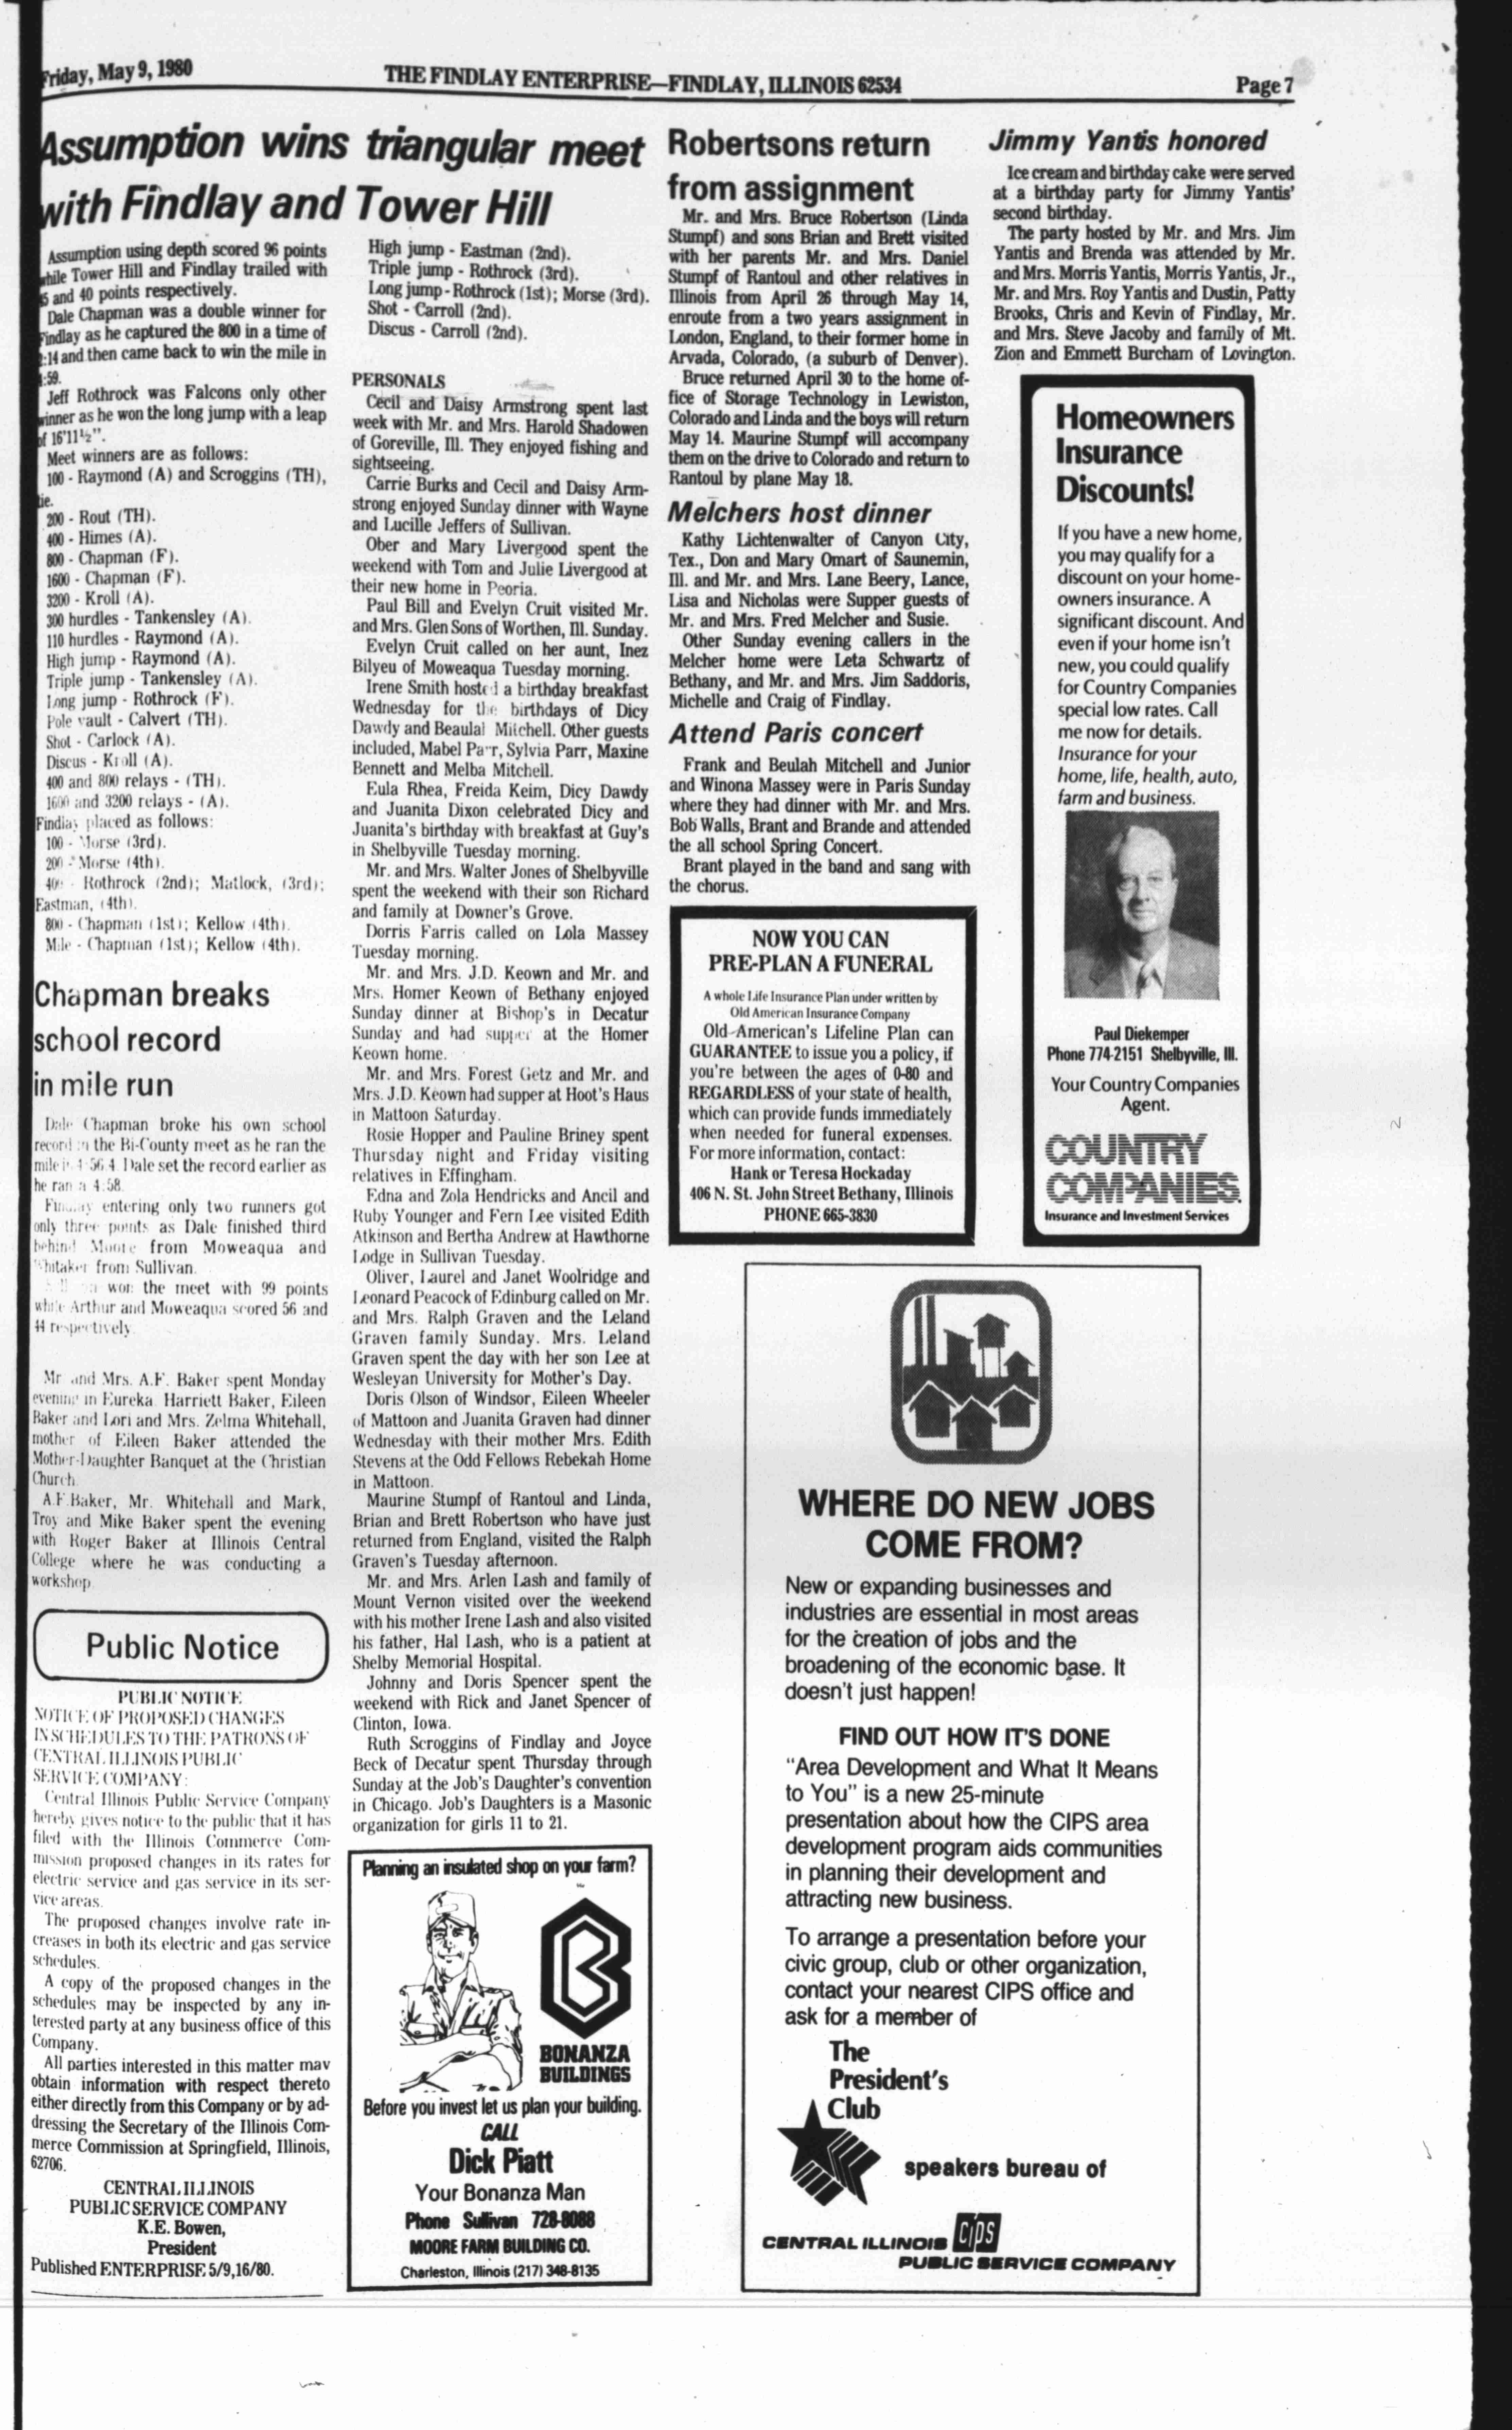 Friday, May 9, 1980
THE FINDLAY ENTERPRISE—FINDLAY, ILLINOIS 62534
Page 7
Assumption wins triangular meet
with Findlay and Tower Hill
Assumption using depth scored 96 points
while Tower Hill and Findlay trailed with
and 40 points respectively.
Dale Chapman was a double winner for
Findlay as he captured the 800 in a time of
:14 and then came back to win the mile in
:59.
Jeff Rothrock was Falcons only other
winner as he won the long jump with a leap
of 16'11½".
Meet winners are as follows:
100 - Raymond (A) and Scroggins (TH),
tie.
200 - Rout (TH).
400 - Himes (A).
800 - Chapman (F).
1600 - Chapman (F).
3200 - Kroll (A).
300 hurdles - Tankensley (A).
110 hurdles - Raymond (A).
High jump - Raymond (A).
Triple jump - Tankensley (A).
Long jump - Rothrock (F).
Pole vault - Calvert (TH).
Shot - Carlock (A).
Discus - Kroll (A).
400 and 800 relays - (TH).
1600 and 3200 relays - (A).
Findlay placed as follows:
100 - Morse (3rd).
200 - Morse (4th).
400 - Rothrock (2nd); Matlock, (3rd);
Eastman, (4th).
800 - Chapman (1st); Kellow (4th).
Mile - Chapman (1st); Kellow (4th).
High jump - Eastman (2nd).
Triple jump - Rothrock (3rd).
Long jump - Rothrock (1st); Morse (3rd).
Shot - Carroll (2nd).
Discus - Carroll (2nd).
Chapman breaks
school record
in mile run
Dale Chapman broke his own school
record in the Bi-County meet as he ran the
mile in 4:56.4. Dale set the record earlier as
he ran a 4:58.
Findlay entering only two runners got
only three points as Dale finished third
behind Moore from Moweaqua and
Whitaker from Sullivan.
won the meet with 99 points
while Arthur and Moweaqua scored 56 and
44 respectively.
Mr. and Mrs. A.F. Baker spent Monday
evening in Eureka. Harriett Baker, Eileen
Baker and Lori and Mrs. Zelma Whitehall,
mother of Eileen Baker attended the
Mother-Daughter Banquet at the Christian
Church.
A.F. Baker, Mr. Whitehall and Mark,
Troy and Mike Baker spent the evening
with Roger Baker at Illinois Central
College where he was conducting a
workshop.
Public Notice
PUBLIC NOTICE
NOTICE OF PROPOSED CHANGES
IN SCHEDULES TO THE PATRONS OF
CENTRAL ILLINOIS PUBLIC
SERVICE COMPANY:
Central Illinois Public Service Company
hereby gives notice to the public that it has
filed with the Illinois Commerce Com-
mission proposed changes in its rates for
electric service and gas service in its ser-
vice areas.
The proposed changes involve rate in-
creases in both its electric and gas service
schedules.
A copy of the proposed changes in the
schedules may be inspected by any in-
terested party at any business office of this
Company.
All parties interested in this matter may
obtain information with respect thereto
either directly from this Company or by ad-
dressing the Secretary of the Illinois Com-
merce Commission at Springfield, Illinois,
62706.
CENTRAL ILLINOIS
PUBLIC SERVICE COMPANY
K.E. Bowen,
President
Published ENTERPRISE 5/9,16/80.
PERSONALS
Cecil and Daisy Armstrong spent last
week with Mr. and Mrs. Harold Shadowen
of Goreville, Ill. They enjoyed fishing and
sightseeing.
Carrie Burks and Cecil and Daisy Arm-
strong enjoyed Sunday dinner with Wayne
and Lucille Jeffers of Sullivan.
Ober and Mary Livergood spent the
weekend with Tom and Julie Livergood at
their new home in Peoria.
Paul Bill and Evelyn Cruit visited Mr.
and Mrs. Glen Sons of Worthen, Ill. Sunday.
Evelyn Cruit called on her aunt, Inez
Bilyeu of Moweaqua Tuesday morning.
Irene Smith hosted a birthday breakfast
Wednesday for the birthdays of Dicy
Dawdy and Beaulah Mitchell. Other guests
included, Mabel Parr, Sylvia Parr, Maxine
Bennett and Melba Mitchell.
Eula Rhea, Freida Keim, Dicy Dawdy
and Juanita Dixon celebrated Dicy and
Juanita's birthday with breakfast at Guy's
in Shelbyville Tuesday morning.
Mr. and Mrs. Walter Jones of Shelbyville
spent the weekend with their son Richard
and family at Downer's Grove.
Dorris Farris called on Lola Massey
Tuesday morning.
Mr. and Mrs. J.D. Keown and Mr. and
Mrs. Homer Keown of Bethany enjoyed
Sunday dinner at Bishop's in Decatur
Sunday and had supper at the Homer
Keown home.
Mr. and Mrs. Forest Getz and Mr. and
Mrs. J.D. Keown had supper at Hoot's Haus
in Mattoon Saturday.
Rosie Hopper and Pauline Briney spent
Thursday night and Friday visiting
relatives in Effingham.
Edna and Zola Hendricks and Ancil and
Ruby Younger and Fern Lee visited Edith
Atkinson and Bertha Andrew at Hawthorne
Lodge in Sullivan Tuesday.
Oliver, Laurel and Janet Woolridge and
Leonard Peacock of Edinburg called on Mr.
and Mrs. Ralph Graven and the Leland
Graven family Sunday. Mrs. Leland
Graven spent the day with her son Lee at
Wesleyan University for Mother's Day.
Doris Olson of Windsor, Eileen Wheeler
of Mattoon and Juanita Graven had dinner
Wednesday with their mother Mrs. Edith
Stevens at the Odd Fellows Rebekah Home
in Mattoon.
Maurine Stumpf of Rantoul and Linda,
Brian and Brett Robertson who have just
returned from England, visited the Ralph
Graven's Tuesday afternoon.
Mr. and Mrs. Arlen Lash and family of
Mount Vernon visited over the weekend
with his mother Irene Lash and also visited
his father, Hal Lash, who is a patient at
Shelby Memorial Hospital.
Johnny and Doris Spencer spent the
weekend with Rick and Janet Spencer of
Clinton, Iowa.
Ruth Scroggins of Findlay and Joyce
Beck of Decatur spent Thursday through
Sunday at the Job's Daughter's convention
in Chicago. Job's Daughters is a Masonic
organization for girls 11 to 21.
Planning an insulated shop on your farm?
BONANZA
BUILDINGS
Before you invest let us plan your building.
CALL
Dick Piatt
Your Bonanza Man
Phone Sullivan 728-8088
MOORE FARM BUILDING CO.
Charleston, Illinois (217) 348-8135
Robertsons return
from assignment
Mr. and Mrs. Bruce Robertson (Linda
Stumpf) and sons Brian and Brett visited
with her parents Mr. and Mrs. Daniel
Stumpf of Rantoul and other relatives in
Illinois from April 26 through May 14,
enroute from a two years assignment in
London, England, to their former home in
Arvada, Colorado, (a suburb of Denver).
Bruce returned April 30 to the home of-
fice of Storage Technology in Lewiston,
Colorado and Linda and the boys will return
May 14. Maurine Stumpf will accompany
them on the drive to Colorado and return to
Rantoul by plane May 18.
Melchers host dinner
Kathy Lichtenwalter of Canyon City,
Tex., Don and Mary Omart of Saunemin,
Ill. and Mr. and Mrs. Lane Beery, Lance,
Lisa and Nicholas were Supper guests of
Mr. and Mrs. Fred Melcher and Susie.
Other Sunday evening callers in the
Melcher home were Leta Schwartz of
Bethany, and Mr. and Mrs. Jim Saddoris,
Michelle and Craig of Findlay.
Attend Paris concert
Frank and Beulah Mitchell and Junior
and Winona Massey were in Paris Sunday
where they had dinner with Mr. and Mrs.
Bob Walls, Brant and Brande and attended
the all school Spring Concert.
Brant played in the band and sang with
the chorus.
NOW YOU CAN
PRE-PLAN A FUNERAL
A whole Life Insurance Plan under written by
Old American Insurance Company
Old American's Lifeline Plan can
GUARANTEE to issue you a policy, if
you're between the ages of 0-80 and
REGARDLESS of your state of health,
which can provide funds immediately
when needed for funeral expenses.
For more information, contact:
Hank or Teresa Hockaday
406 N. St. John Street Bethany, Illinois
PHONE 665-3830
Jimmy Yantis honored
Ice cream and birthday cake were served
at a birthday party for Jimmy Yantis'
second birthday.
The party hosted by Mr. and Mrs. Jim
Yantis and Brenda was attended by Mr.
and Mrs. Morris Yantis, Morris Yantis, Jr.,
Mr. and Mrs. Roy Yantis and Dustin, Patty
Brooks, Chris and Kevin of Findlay, Mr.
and Mrs. Steve Jacoby and family of Mt.
Zion and Emmett Burcham of Lovington.
Homeowners
Insurance
Discounts!
If you have a new home,
you may qualify for a
discount on your home-
owners insurance. A
significant discount. And
even if your home isn't
new, you could qualify
for Country Companies
special low rates. Call
me now for details.
Insurance for your
home, life, health, auto,
farm and business.
Paul Diekemper
Phone 774-2151 Shelbyville, Ill.
Your Country Companies
Agent.
COUNTRY
COMPANIES.
Insurance and Investment Services
WHERE DO NEW JOBS
COME FROM?
New or expanding businesses and
industries are essential in most areas
for the creation of jobs and the
broadening of the economic base. It
doesn't just happen!
FIND OUT HOW IT'S DONE
"Area Development and What It Means
to You" is a new 25-minute
presentation about how the CIPS area
development program aids communities
in planning their development and
attracting new business.
To arrange a presentation before your
civic group, club or other organization,
contact your nearest CIPS office and
ask for a member of
The
President's
Club
speakers bureau of
CENTRAL ILLINOIS CIPS
PUBLIC SERVICE COMPANY